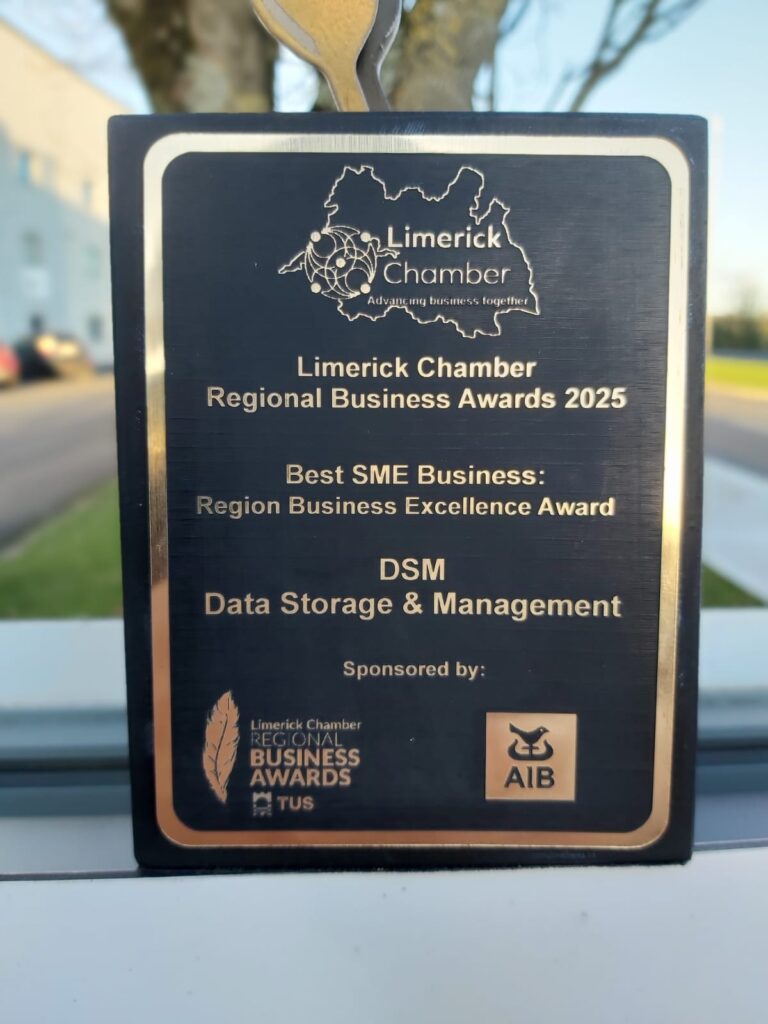 Limerick
Chamber
Advancing business together
Limerick Chamber
Regional Business Awards 2025
Best SME Business:
Region Business Excellence Award
DSM
Data Storage & Management
Sponsored by:
Limerick Chamber
REGIONAL
BUSINESS
AWARDS
TUS
AIB